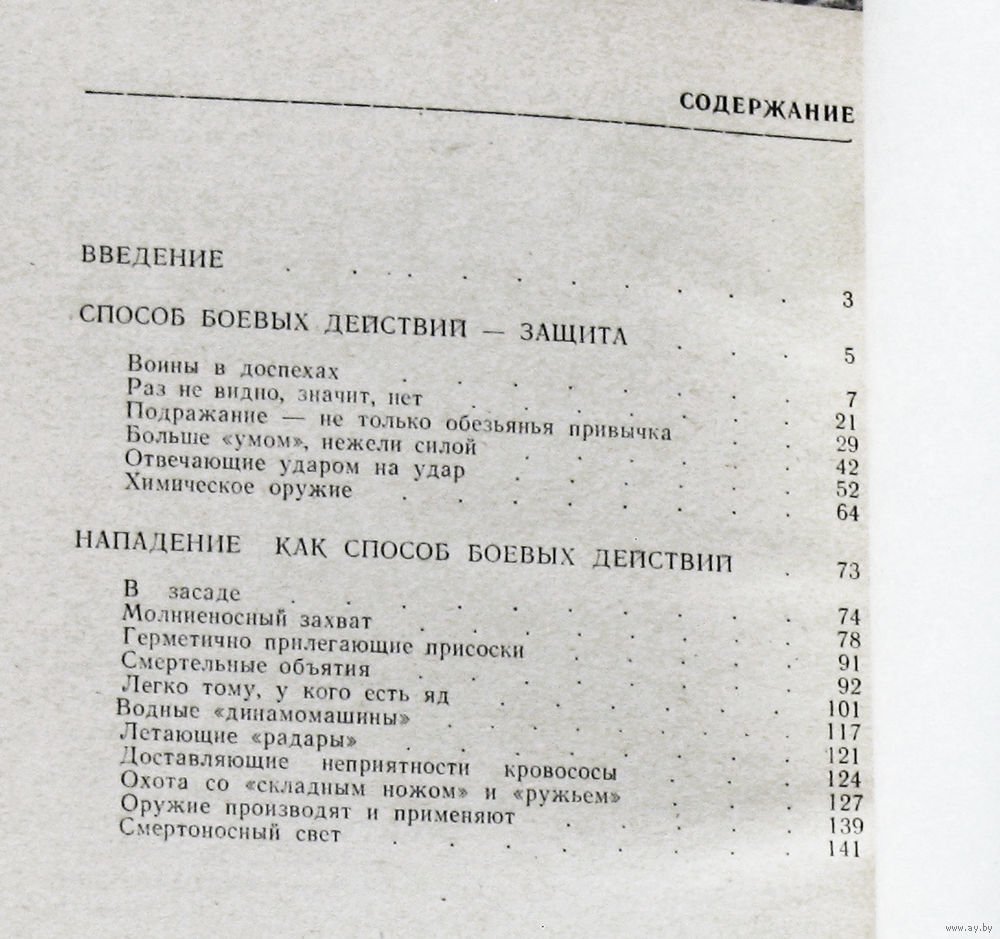 СОДЕРЖАНИЕ
ВВЕДЕНИЕ . . . . . . . . . . 3
СПОСОБ БОЕВЫХ ДЕЙСТВИЙ — ЗАЩИТА . . . 5
Воины в доспехах . . . . . . . . 7
Раз не видно, значит, нет . . . . . . 21
Подражание — не только обезьянья привычка . . 29
Больше «умом», нежели силой . . . . . 42
Отвечающие ударом на удар . . . . . 52
Химическое оружие . . . . . . . . 64
НАПАДЕНИЕ КАК СПОСОБ БОЕВЫХ ДЕЙСТВИЙ . 73
В засаде . . . . . . . . . . 74
Молниеносный захват . . . . . . . 78
Герметично прилегающие присоски . . . . 91
Смертельные объятия . . . . . . . 92
Легко тому, у кого есть яд . . . . . . 101
Водные «динамомашины» . . . . . . 117
Летающие «радары» . . . . . . . . 121
Доставляющие неприятности кровососы . . . 124
Охота со «складным ножом» и «ружьем» . . . 127
Оружие производят и применяют . . . . . 139
Смертоносный свет . . . . . . . . 141
www.ay.by